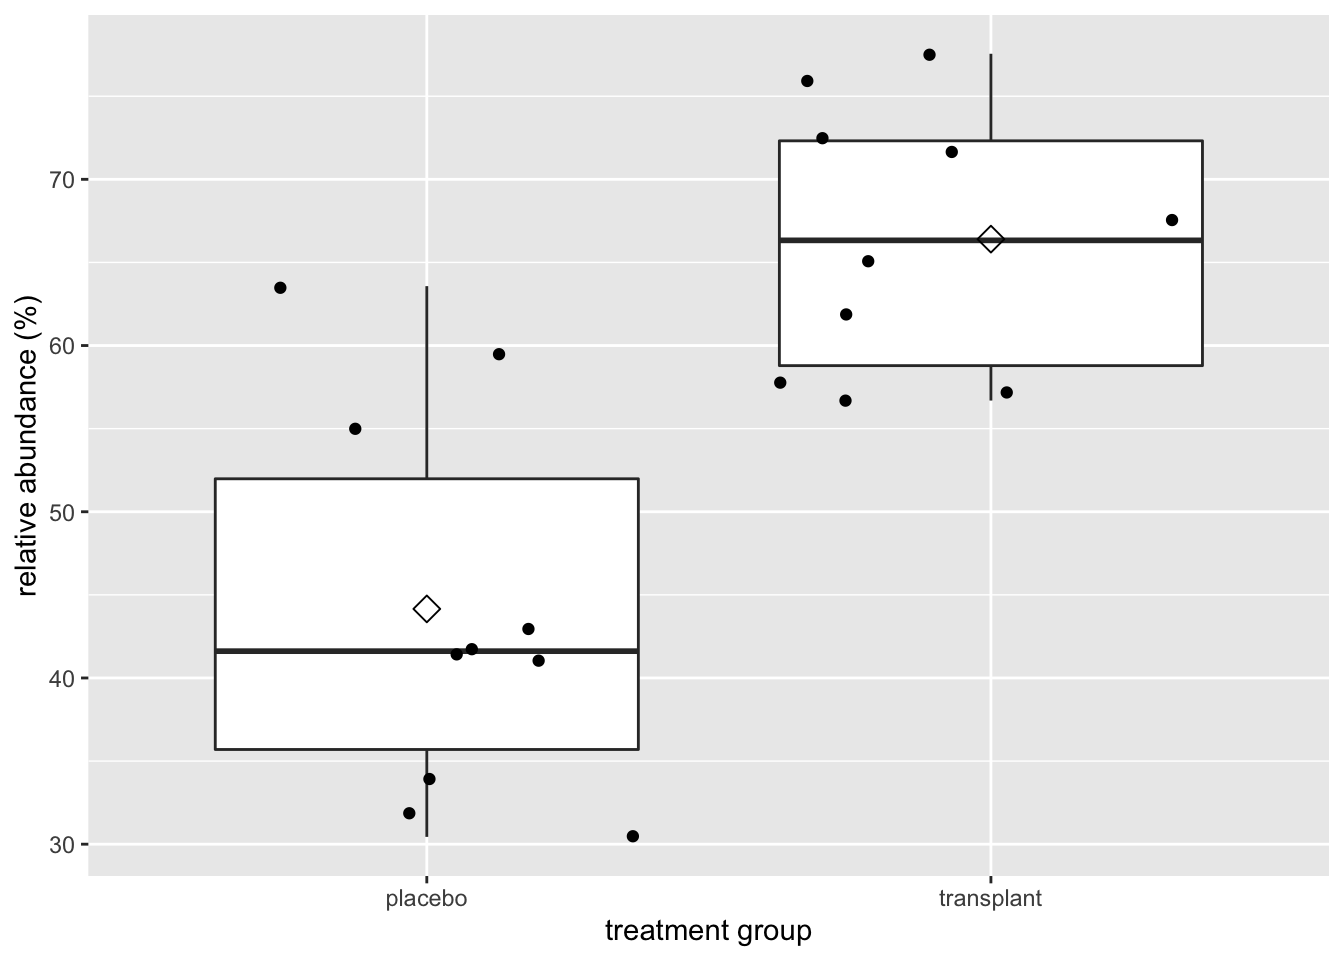 relative abundance (%)
70
60
50
40
30
placebo
transplant
treatment group